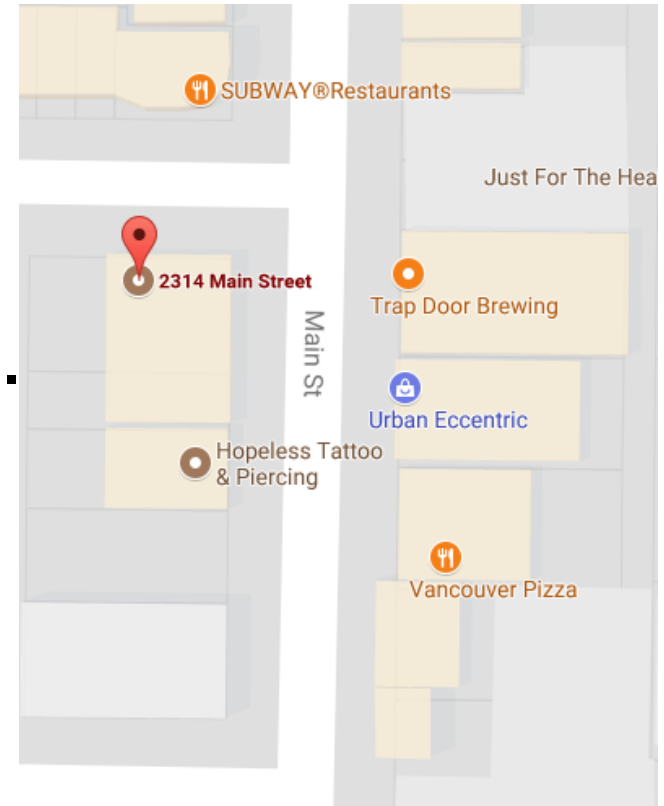 SUBWAY®Restaurants
Just For The Hea
2314 Main Street
Trap Door Brewing
Main St
Urban Eccentric
Hopeless Tattoo
& Piercing
Vancouver Pizza